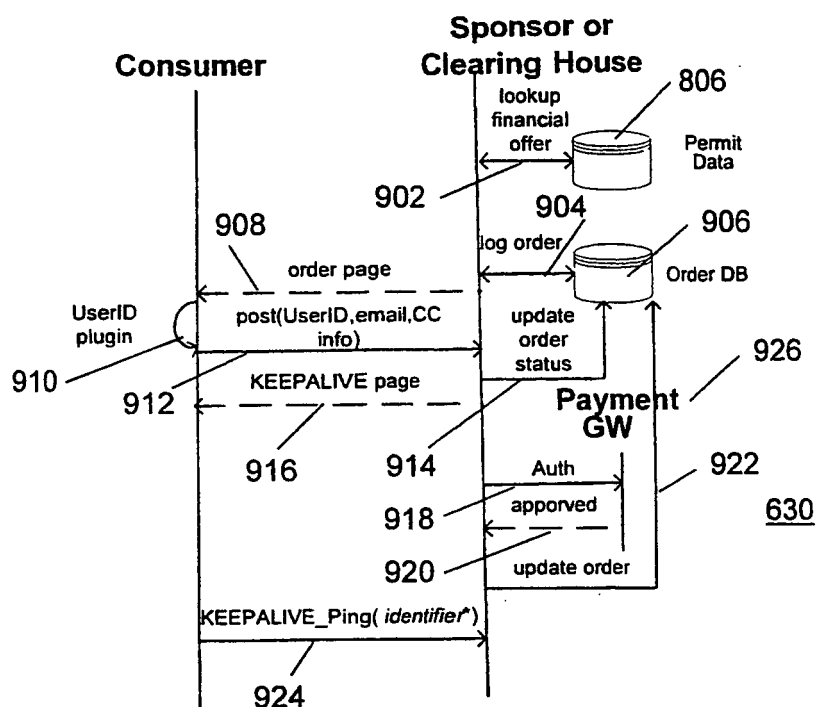 Sponsor or
Clearing House
Consumer
806
lookup
financial
offer
Permit
Data
902
904
906
908
log order
order page
Order DB
UserID
plugin
post(UserID,email,CC
info)
update
order
status
926
910
912
KEEPALIVE page
Payment
GW
916
914
922
Auth
918
apporved
630
920
update order
KEEPALIVE_Ping( identifier*)
924